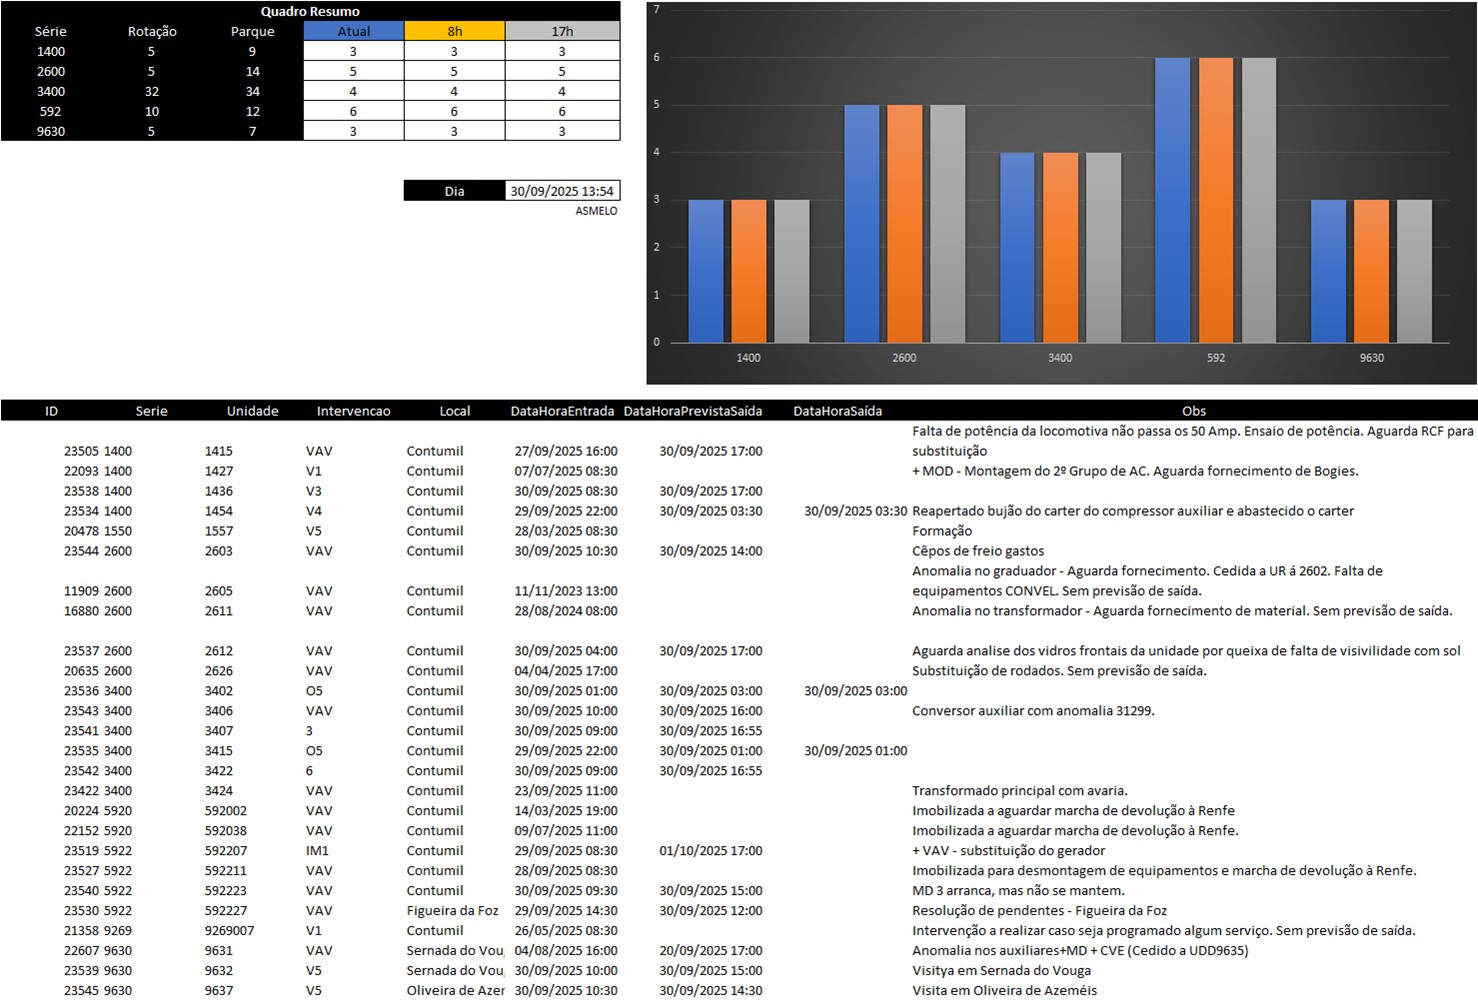 Quadro Resumo
Série Rotação Parque Atual 8h 17h
1400 5 9 3 3 3
2600 5 14 5 5 5
3400 32 34 4 4 4
592 10 12 6 6 6
9630 5 7 3 3 3
Dia 30/09/2025 13:54
ASMELO
7
6
5
4
3
2
1
0
1400 2600 3400 592 9630
ID Serie Unidade Intervencao Local DataHoraEntrada DataHoraPrevistaSaída DataHoraSaída Obs
Falta de potência da locomotiva não passa os 50 Amp. Ensaio de potência. Aguarda RCF para
23505 1400 1415 VAV Contumil 27/09/2025 16:00 30/09/2025 17:00 substituição
22093 1400 1427 V1 Contumil 07/07/2025 08:30 + MOD - Montagem do 2º Grupo de AC. Aguarda fornecimento de Bogies.
23538 1400 1436 V3 Contumil 30/09/2025 08:30 30/09/2025 17:00
23534 1400 1454 V4 Contumil 29/09/2025 22:00 30/09/2025 03:30 30/09/2025 03:30 Reapertado bujão do carter do compressor auxiliar e abastecido o carter
20478 1550 1557 V5 Contumil 28/03/2025 08:30 Formação
23544 2600 2603 VAV Contumil 30/09/2025 10:30 30/09/2025 14:00 Cêpos de freio gastos
Anomalia no graduador - Aguarda fornecimento. Cedida a UR á 2602. Falta de
11909 2600 2605 VAV Contumil 11/11/2023 13:00 equipamentos CONVEL. Sem previsão de saída.
16880 2600 2611 VAV Contumil 28/08/2024 08:00 Anomalia no transformador - Aguarda fornecimento de material. Sem previsão de saída.
23537 2600 2612 VAV Contumil 30/09/2025 04:00 30/09/2025 17:00 Aguarda analise dos vidros frontais da unidade por queixa de falta de visivilidade com sol
20635 2600 2626 VAV Contumil 04/04/2025 17:00 Substituição de rodados. Sem previsão de saída.
23536 3400 3402 O5 Contumil 30/09/2025 01:00 30/09/2025 03:00 30/09/2025 03:00
23543 3400 3406 VAV Contumil 30/09/2025 10:00 30/09/2025 16:00 Conversor auxiliar com anomalia 31299.
23541 3400 3407 3 Contumil 30/09/2025 09:00 30/09/2025 16:55
23535 3400 3415 O5 Contumil 29/09/2025 22:00 30/09/2025 01:00 30/09/2025 01:00
23542 3400 3422 6 Contumil 30/09/2025 09:00 30/09/2025 16:55
23422 3400 3424 VAV Contumil 23/09/2025 11:00 Transformado principal com avaria.
20224 5920 592002 VAV Contumil 14/03/2025 19:00 Imobilizada a aguardar marcha de devolução à Renfe
22152 5920 592038 VAV Contumil 09/07/2025 11:00 Imobilizada a aguardar marcha de devolução à Renfe.
23519 5922 592207 IM1 Contumil 29/09/2025 08:30 01/10/2025 17:00 + VAV - substituição do gerador
23527 5922 592211 VAV Contumil 28/09/2025 08:30 Imobilizada para desmontagem de equipamentos e marcha de devolução à Renfe.
23540 5922 592223 VAV Contumil 30/09/2025 09:30 30/09/2025 15:00 MD 3 arranca, mas não se mantem.
23530 5922 592227 VAV Figueira da Foz 29/09/2025 14:30 30/09/2025 12:00 Resolução de pendentes - Figueira da Foz
21358 9269 9269007 V1 Contumil 26/05/2025 08:30 Intervenção a realizar caso seja programado algum serviço. Sem previsão de saída.
22607 9630 9631 VAV Sernada do Vou 04/08/2025 16:00 20/09/2025 17:00 Anomalia nos auxiliares+MD + CVE (Cedido a UDD9635)
23539 9630 9632 V5 Sernada do Vou 30/09/2025 10:00 30/09/2025 15:00 Visitya em Sernada do Vouga
23545 9630 9637 V5 Oliveira de Azer 30/09/2025 10:30 30/09/2025 14:30 Visita em Oliveira de Azeméis